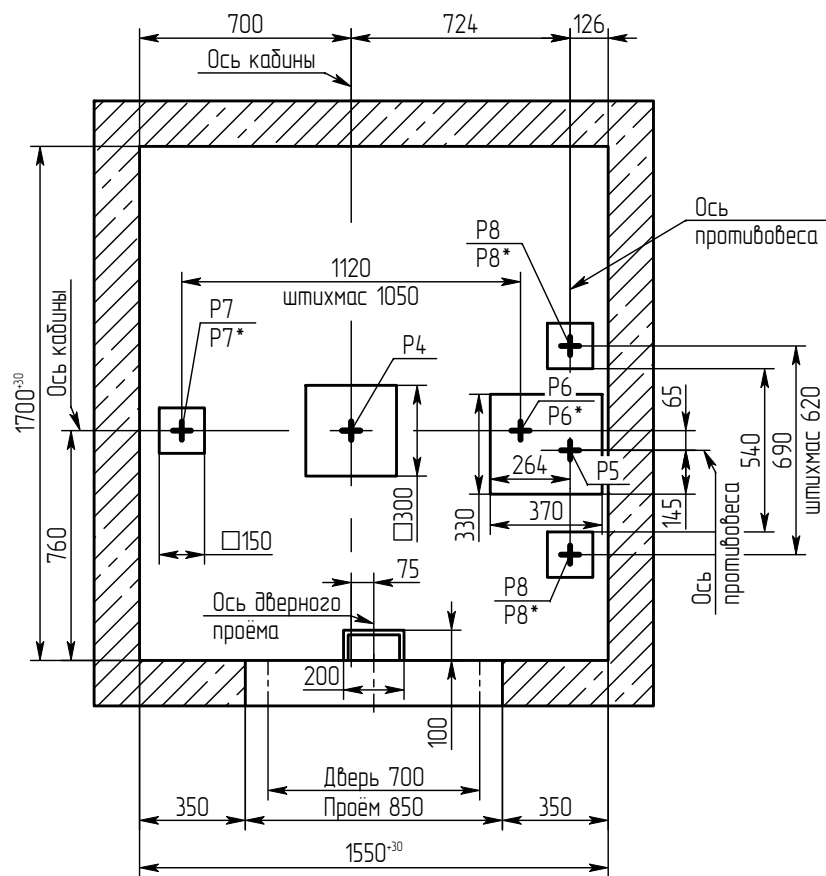 700
724
126
Ось кабины
Ось
противовеса
P8
P8*
1120
штихмас 1050
Ось кабины
P7
P7*
P4
1700+30
P6
P6*
65
540
690
штихмас 620
264
P5
□300
330
370
145
760
□150
75
Ось
противовеса
Ось дверного
проёма
P8
P8*
200
100
Дверь 700
350
Проём 850
350
1550+30